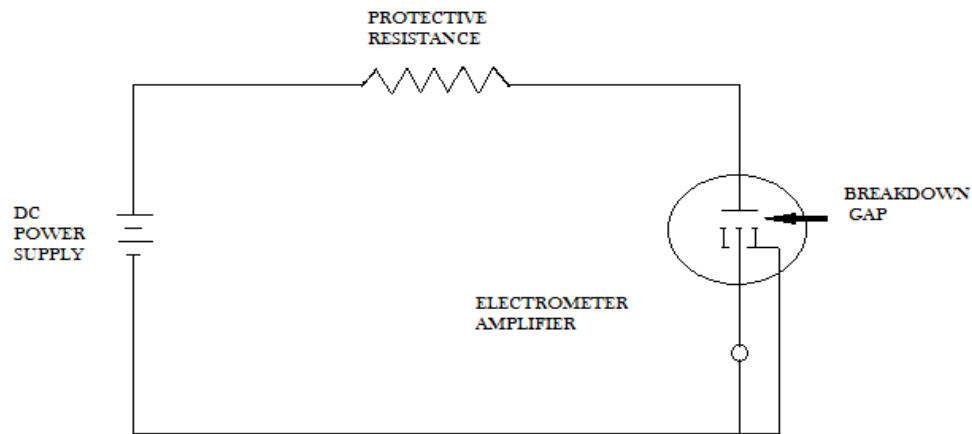 PROTECTIVE
RESISTANCE
DC
POWER
SUPPLY
BREAKDOWN
GAP
ELECTROMETER
AMPLIFIER